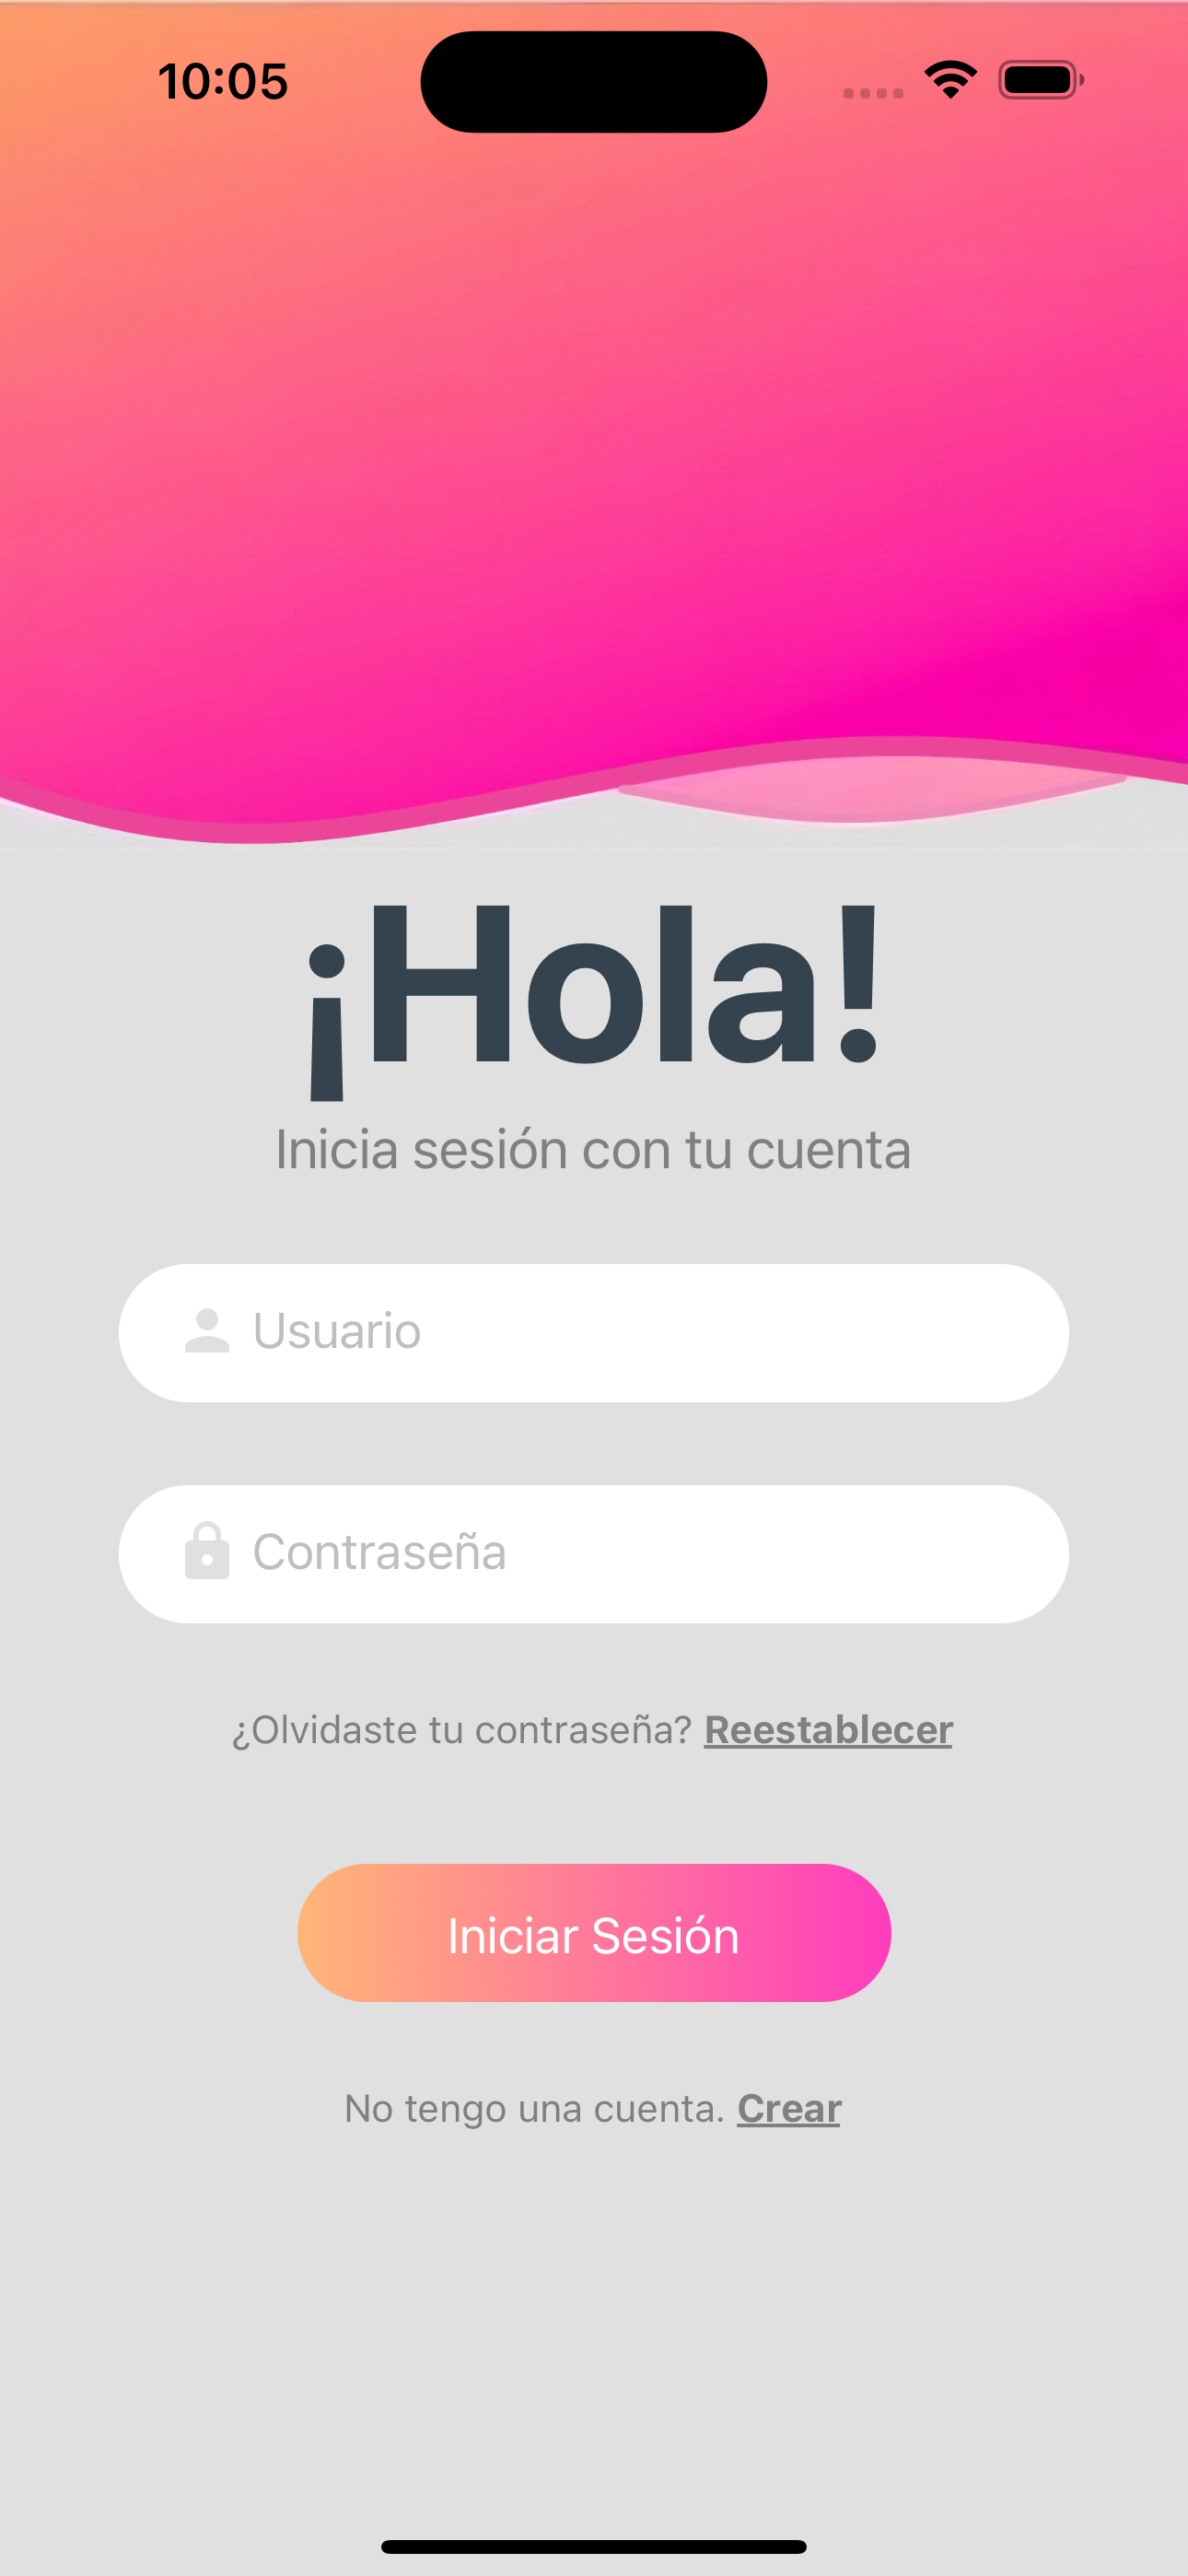 10:05
¡Hola!
Inicia sesión con tu cuenta
Usuario
Contraseña
¿Olvidaste tu contraseña? Reestablecer
Iniciar Sesión
No tengo una cuenta. Crear